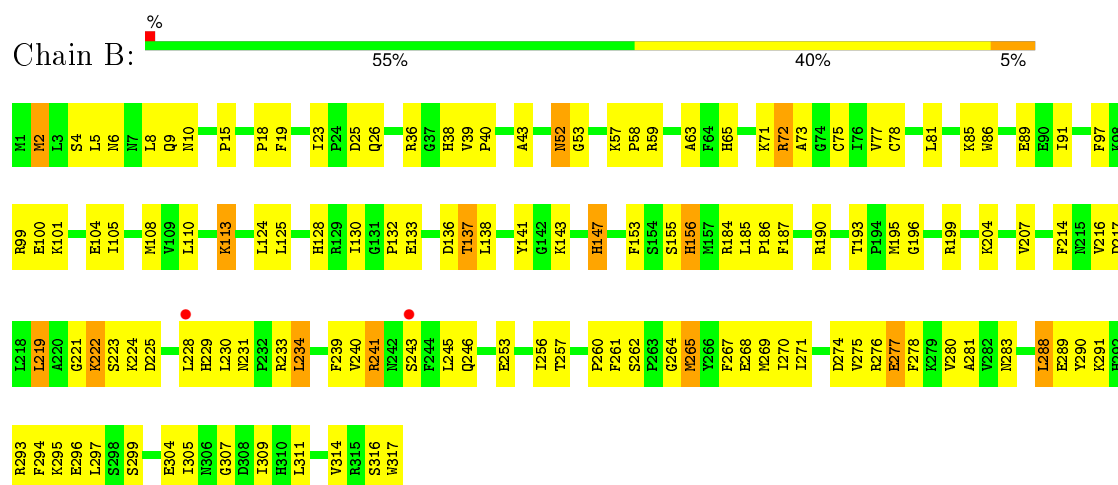 %
Chain B:
55% 40% 5%
M1 M2 L3 S4 L5 N6 N7 L8 Q9 N10 P15 P18 F19 I23 P24 D25 Q26 R36 G37 H38 V39 P40 A43 N52 G53 K57 P58 R59 A63 F64 H65 K71 R72 A73 G74 C75 I76 V77 C78 L81 K85 W86 E89 E90 I91 F97 K98
R99 E100 K101 E104 I105 M108 V109 L110 K113 L124 L125 H128 R129 I130 G131 P132 E133 D136 T137 L138 Y141 G142 K143 H147 F153 S154 S155 H156 M157 R184 L185 P186 F187 R190 T193 P194 M195 G196 R199 K204 V207 F214 N215 V216 P217
L218 L219 A220 G221 K222 S223 K224 D225 L228 H229 L230 N231 P232 R233 L234 F239 V240 R241 N242 S243 F244 L245 Q246 E253 I256 T257 P260 F261 S262 P263 G264 M265 Y266 F267 E268 M269 I270 I271 D274 V275 R276 E277 F278 K279 V280 A281 V282 N283 L288 E289 Y290 K291 H292
R293 F294 K295 E296 L297 S298 S299 E304 I305 N306 G307 D308 I309 H310 L311 V314 R315 S316 W317